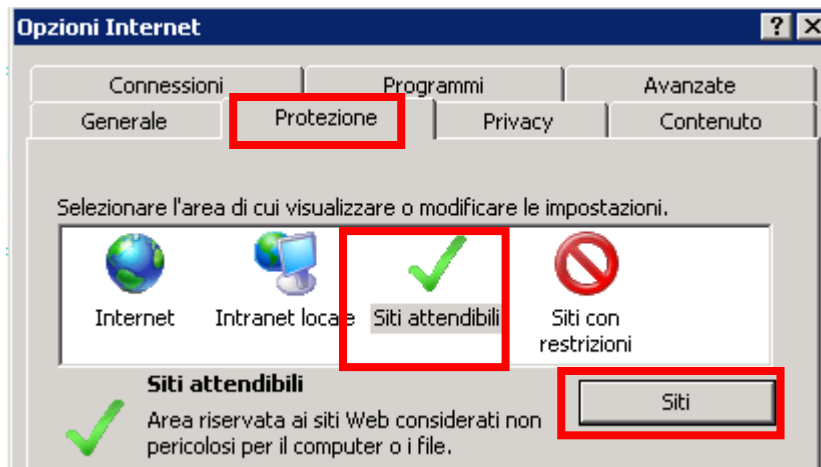 Opzioni Internet
Connessioni
Programmi
Avanzate
Generale
Protezione
Privacy
Contenuto
Selezionare l'area di cui visualizzare o modificare le impostazioni.
Internet
Intranet locale
Siti attendibili
Siti con
restrizioni
Siti attendibili
Area riservata ai siti Web considerati non
pericolosi per il computer o i file.
Siti